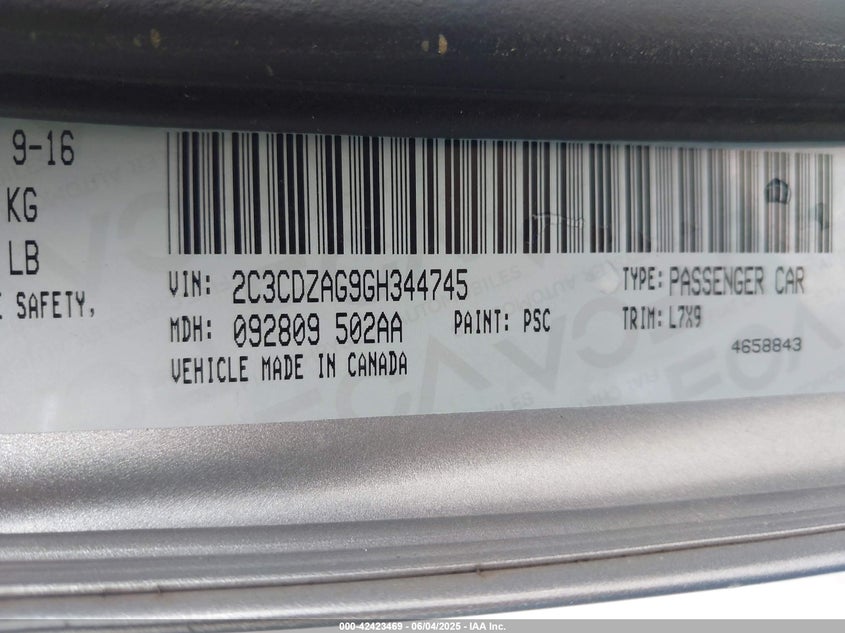 9-16
KG
LB
SAFETY,
VIN: 2C3CDZAG9GH344745
TYPE: PASSENGER CAR
MDH: 092809 502AA
PAINT: PSC
TRIM: L7X9
VEHICLE MADE IN CANADA
4658843
000-42423469 - 06/04/2025 - IAA Inc.